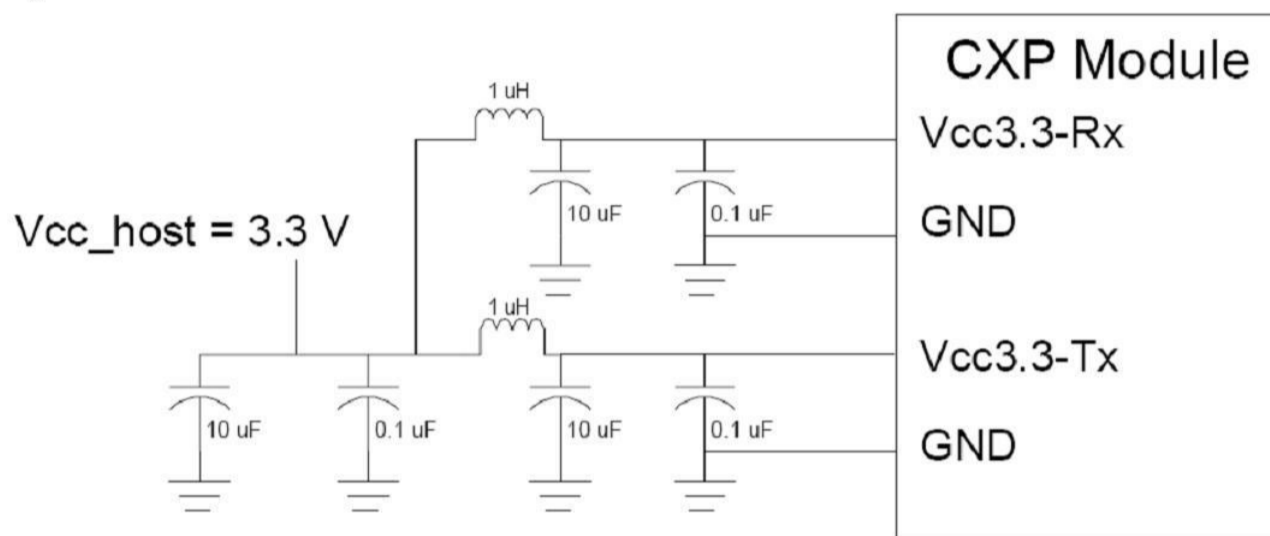 CXP Module
1 uH
Vcc3.3-Rx
10 uF
0.1 uF
GND
Vcc_host = 3.3 V
1 uH
Vcc3.3-Tx
10 uF
0.1 uF
10 uF
0.1 uF
GND